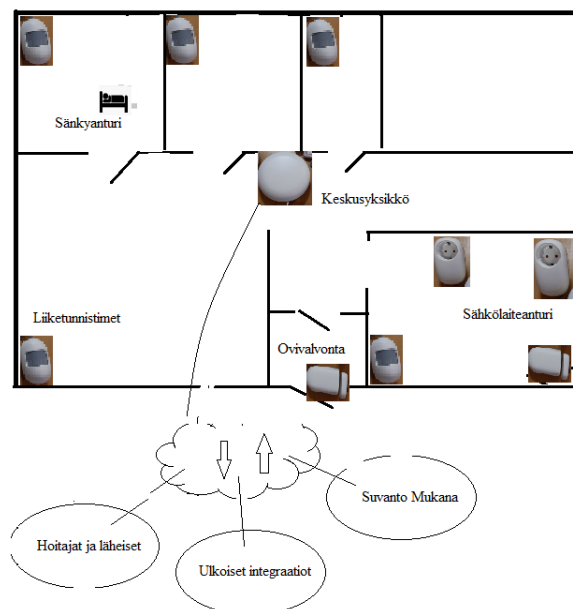 Sänkyanturi
Keskusyksikkö
Liiketunnistimet
Sähkölaiteanturi
Ovivalvonta
Suvanto Mukana
Hoitajat ja läheiset
Ulkoiset integraatiot